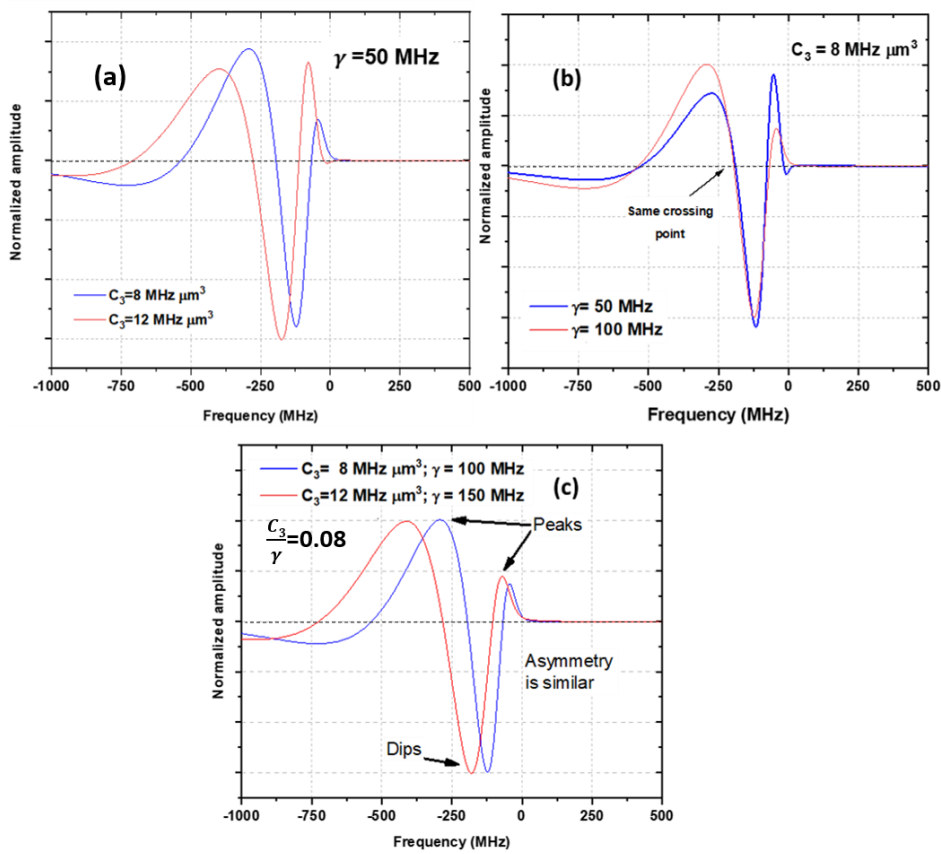 (a)
γ =50 MHz
Normalized amplitude
C₃=8 MHz µm³
C₃=12 MHz µm³
-1000 -750 -500 -250 0 250 500
Frequency (MHz)
(b)
C₃ = 8 MHz µm³
Normalized amplitude
Same crossing
point
γ= 50 MHz
γ= 100 MHz
-1000 -750 -500 -250 0 250 500
Frequency (MHz)
C₃= 8 MHz µm³; γ = 100 MHz
C₃=12 MHz µm³; γ = 150 MHz
(c)
C₃/γ=0.08
Peaks
Normalized amplitude
Asymmetry
is similar
Dips
-1000 -750 -500 -250 0 250 500
Frequency (MHz)